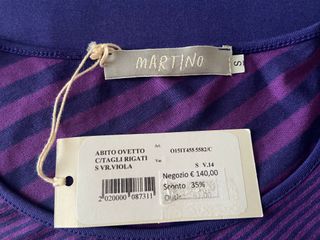 MARTINO
S
ABITO OVETTO
C/TAGLI RIGATI
S VR.VIOLA
Art.
O15IT455 5582/C
Var
S V.14
2 020000 087311
Negozio € 140,00
Sconto 35%